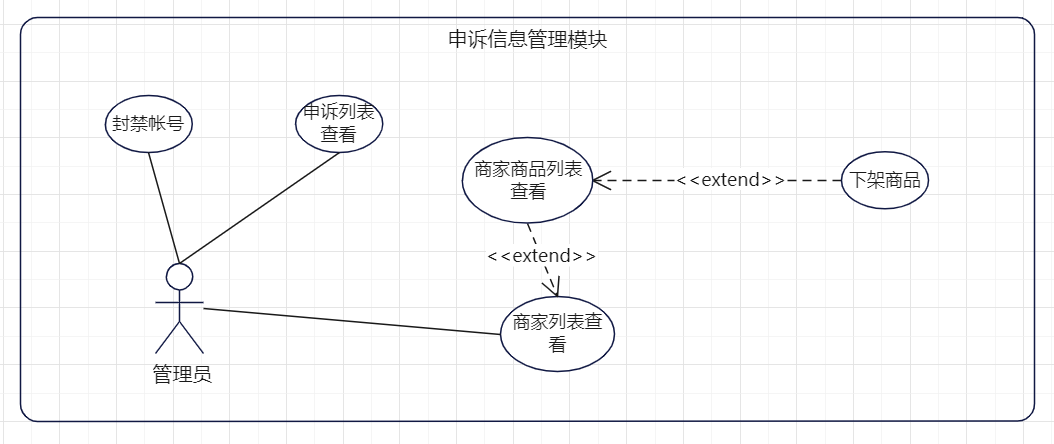 申诉信息管理模块
封禁帐号
申诉列表
查看
商家商品列表
查看
<<extend>>
下架商品
<<extend>>
商家列表查
看
管理员